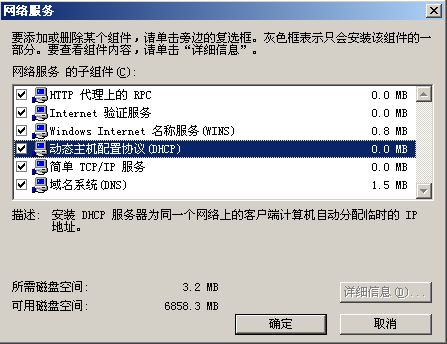 网络服务
要添加或删除某个组件，请单击旁边的复选框。灰色框表示只会安装该组件的一
部分。要查看组件内容，请单击“详细信息”。
网络服务 的子组件(C):
HTTP 代理上的 RPC 0.0 MB
Internet 验证服务 0.0 MB
Windows Internet 名称服务(WINS) 0.8 MB
动态主机配置协议(DHCP) 0.0 MB
简单 TCP/IP 服务 0.0 MB
域名系统(DNS) 1.5 MB
描述: 安装 DHCP 服务器为同一个网络上的客户端计算机自动分配临时的 IP
地址。
所需磁盘空间: 3.2 MB
可用磁盘空间: 6858.3 MB
详细信息(D)...
确定 取消